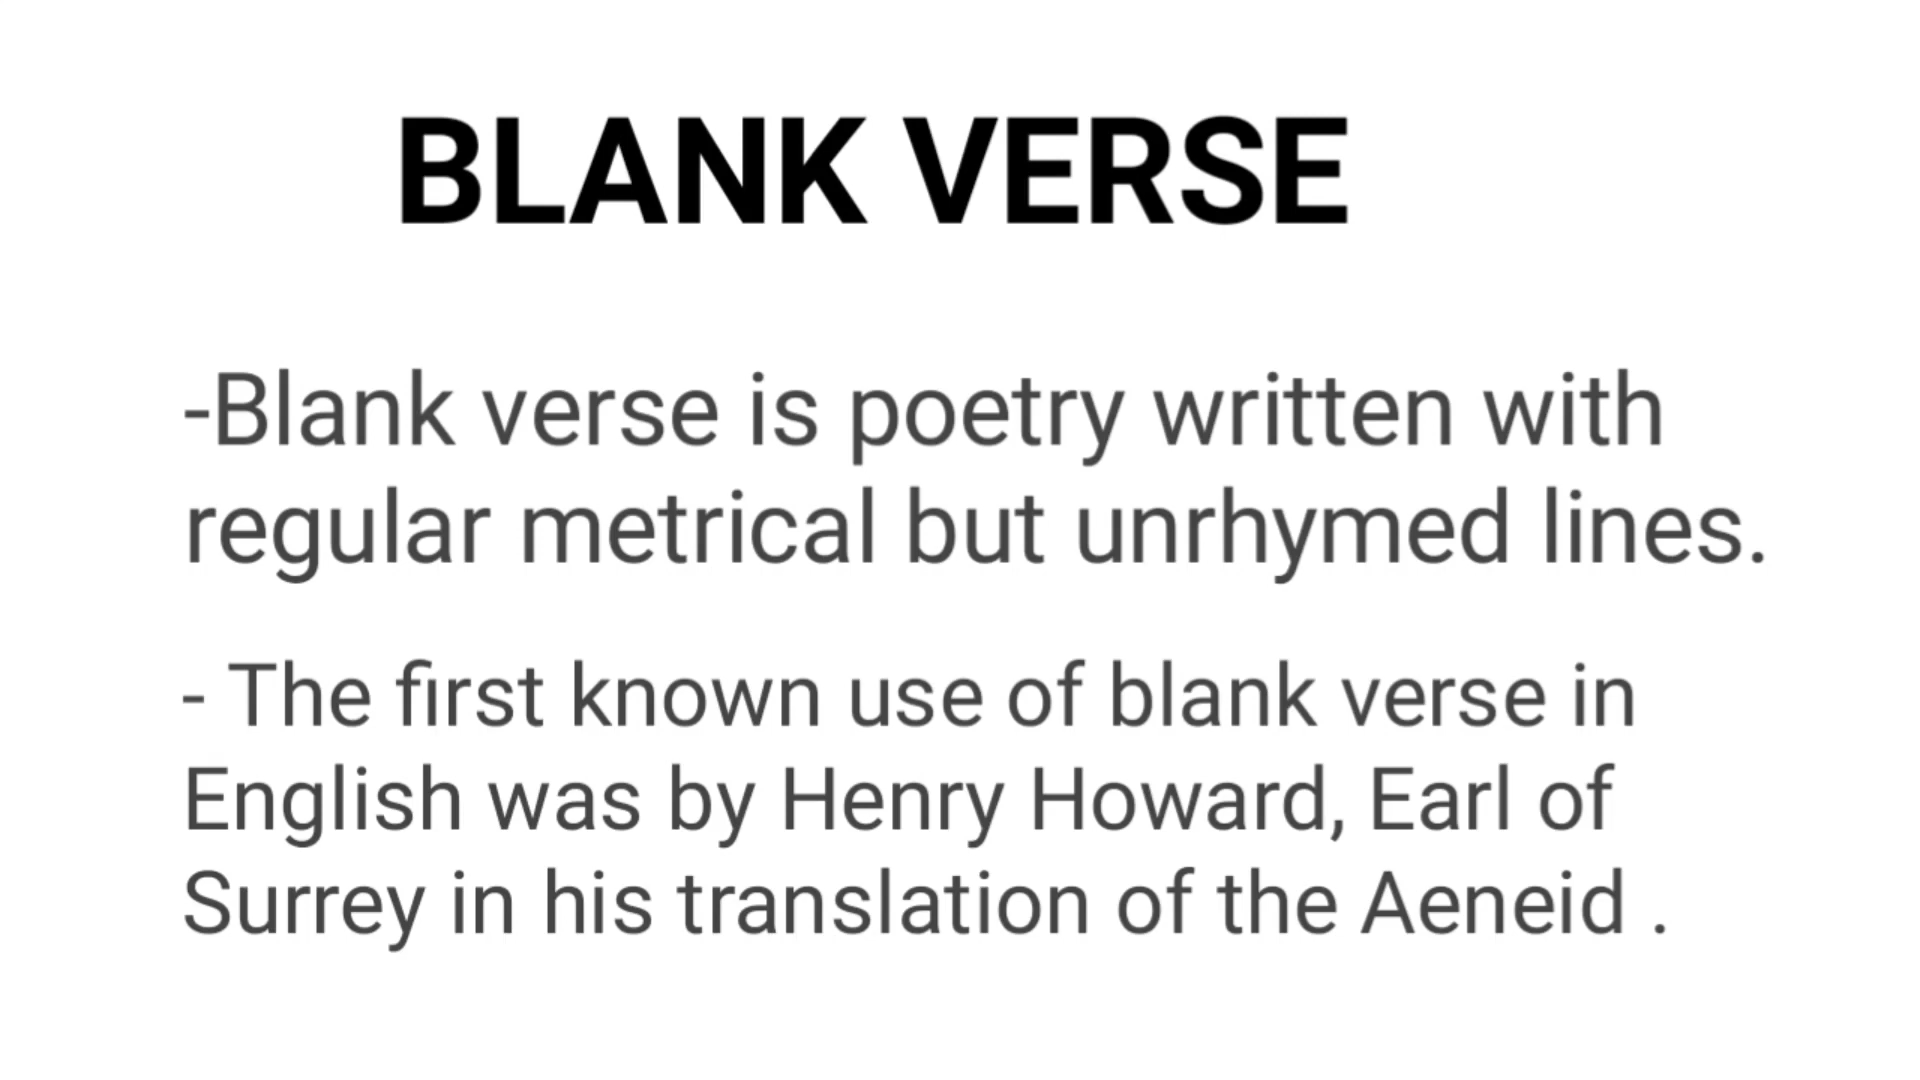 BLANK VERSE
-Blank verse is poetry written with
regular metrical but unrhymed lines.
- The first known use of blank verse in
English was by Henry Howard, Earl of
Surrey in his translation of the Aeneid .